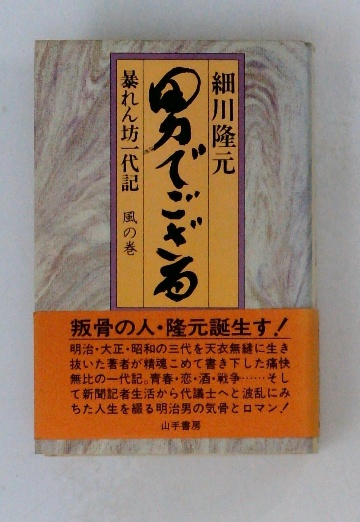 細川隆元
男でござる
暴れん坊一代記
風の巻
叛骨の人・隆元誕生す!
明治・大正・昭和の三代を天衣無縫に生き
抜いた著者が精魂こめて書き下した痛快
無比の一代記。青春・恋・酒・戦争……そし
て新聞記者生活から代議士へと波乱にみ
ちた人生を綴る明治男の気骨とロマン!
山手書房